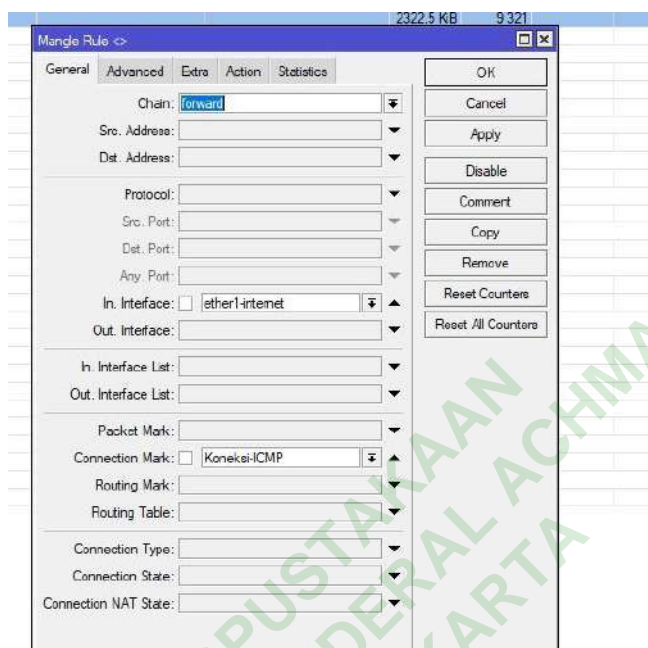 2322.5 KiB 9 321
Mangle Rule <>
General Advanced Extra Action Statistics
OK
Chain: forward
Cancel
Src. Address:
Apply
Dst. Address:
Disable
Protocol:
Comment
Src. Port:
Copy
Dst. Port:
Remove
Any. Port:
In. Interface: ether1-internet
Reset Counters
Out. Interface:
Reset All Counters
In. Interface List:
Out. Interface List:
Packet Mark:
Connection Mark: Koneksi-ICMP
Routing Mark:
Routing Table:
Connection Type:
Connection State:
Connection NAT State: